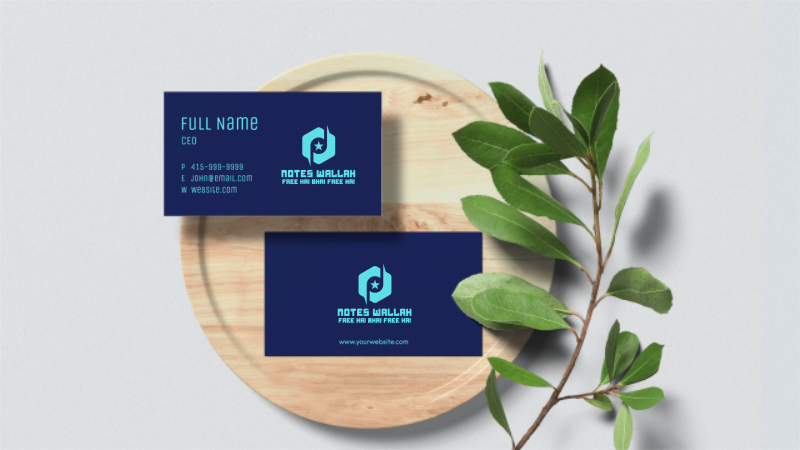 Full Name
CEO
P 415-999-9999
E John@email.com
W website.com
NOTES WALLAH
FREE HAI BHAI FREE HAI
NOTES WALLAH
FREE HAI BHAI FREE HAI
www.yourwebsite.com